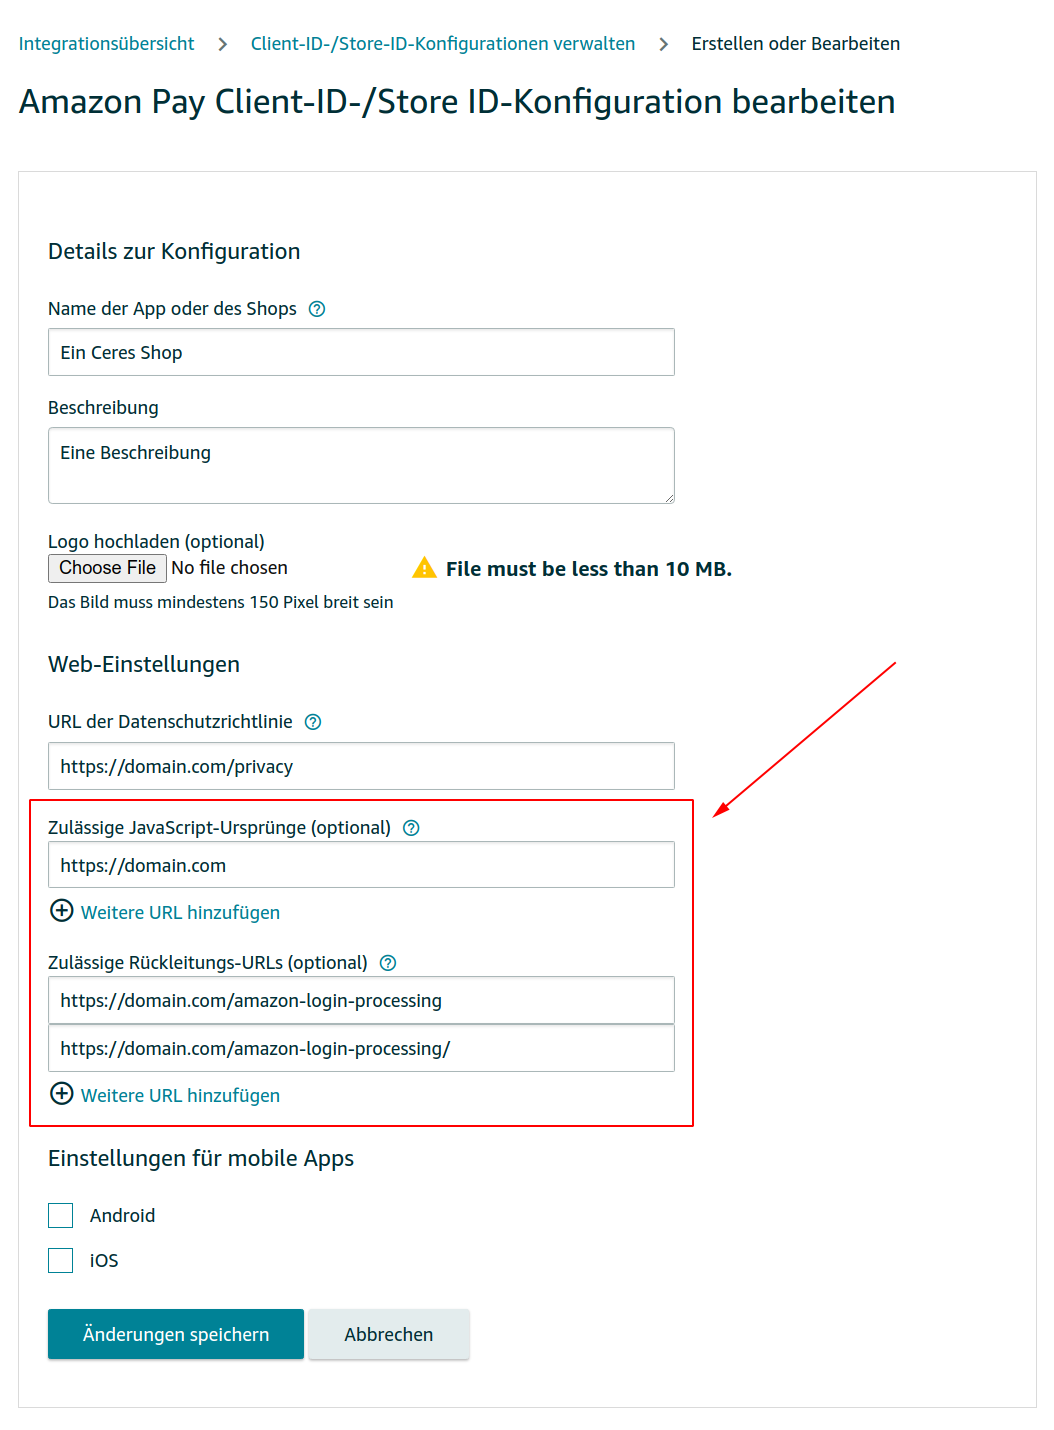 Integrationsübersicht > Client-ID-/Store-ID-Konfigurationen verwalten > Erstellen oder Bearbeiten
Amazon Pay Client-ID-/Store ID-Konfiguration bearbeiten
Details zur Konfiguration
Name der App oder des Shops ?
Ein Ceres Shop
Beschreibung
Eine Beschreibung
Logo hochladen (optional)
Choose File No file chosen File must be less than 10 MB.
Das Bild muss mindestens 150 Pixel breit sein
Web-Einstellungen
URL der Datenschutzrichtlinie ?
https://domain.com/privacy
Zulässige JavaScript-Ursprünge (optional) ?
https://domain.com
Weitere URL hinzufügen
Zulässige Rückleitungs-URLs (optional) ?
https://domain.com/amazon-login-processing
https://domain.com/amazon-login-processing/
Weitere URL hinzufügen
Einstellungen für mobile Apps
Android
iOS
Änderungen speichern Abbrechen